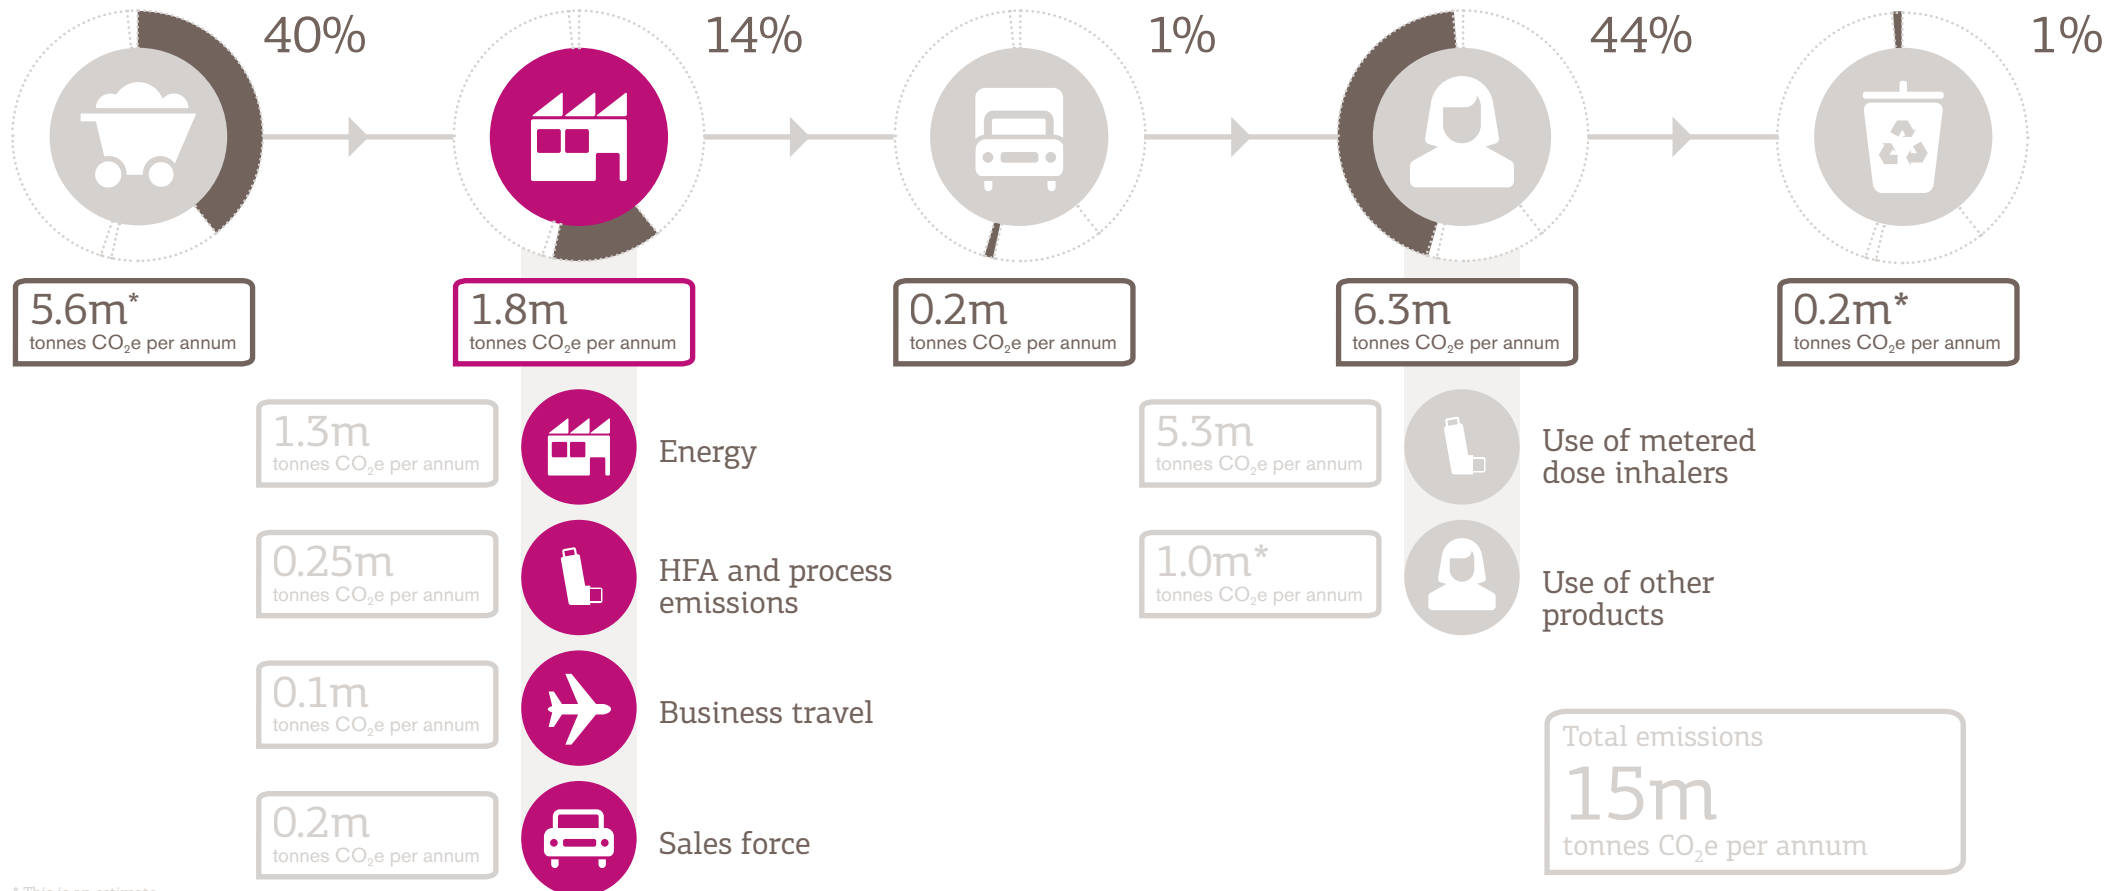 40%
14%
1%
44%
1%
5.6m*
tonnes CO₂e per annum
1.8m
tonnes CO₂e per annum
0.2m
tonnes CO₂e per annum
6.3m
tonnes CO₂e per annum
0.2m*
tonnes CO₂e per annum
1.3m
tonnes CO₂e per annum
Energy
0.25m
tonnes CO₂e per annum
HFA and process
emissions
0.1m
tonnes CO₂e per annum
Business travel
0.2m
tonnes CO₂e per annum
Sales force
5.3m
tonnes CO₂e per annum
Use of metered
dose inhalers
1.0m*
tonnes CO₂e per annum
Use of other
products
Total emissions
15m
tonnes CO₂e per annum
* This is an estimate